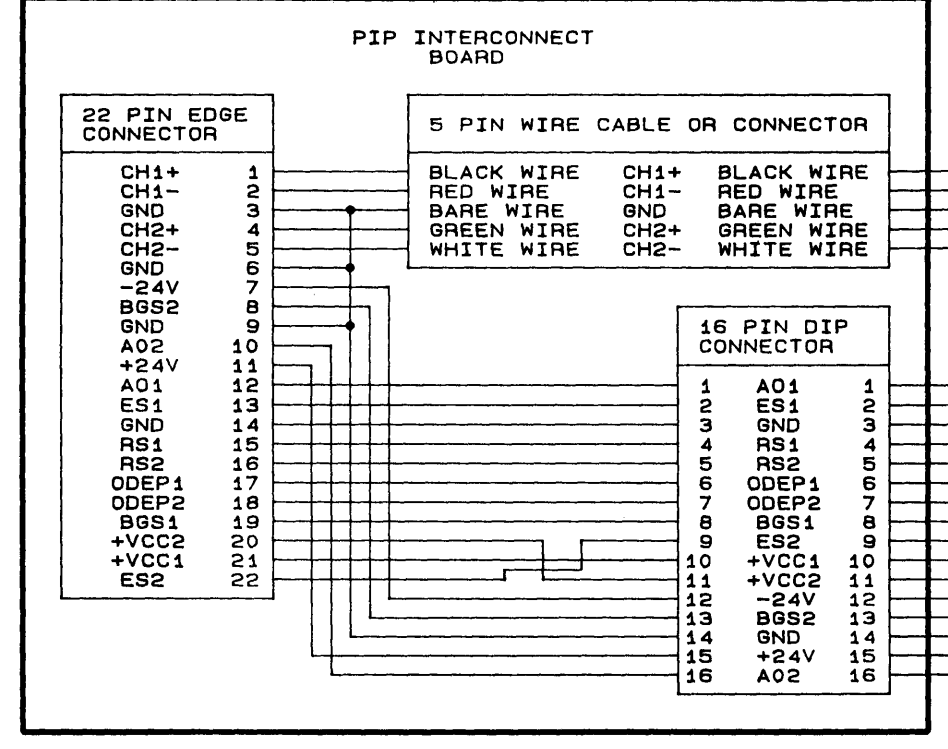 PIP INTERCONNECT
BOARD
22 PIN EDGE
CONNECTOR
CH1+ 1
CH1- 2
GND 3
CH2+ 4
CH2- 5
GND 6
-24V 7
BGS2 8
GND 9
AO2 10
+24V 11
AO1 12
ES1 13
GND 14
RS1 15
RS2 16
ODEP1 17
ODEP2 18
BGS1 19
+VCC2 20
+VCC1 21
ES2 22
5 PIN WIRE CABLE OR CONNECTOR
BLACK WIRE CH1+ BLACK WIRE
RED WIRE CH1- RED WIRE
BARE WIRE GND BARE WIRE
GREEN WIRE CH2+ GREEN WIRE
WHITE WIRE CH2- WHITE WIRE
16 PIN DIP
CONNECTOR
1 AO1 1
2 ES1 2
3 GND 3
4 RS1 4
5 RS2 5
6 ODEP1 6
7 ODEP2 7
8 BGS1 8
9 ES2 9
10 +VCC1 10
11 +VCC2 11
12 -24V 12
13 BGS2 13
14 GND 14
15 +24V 15
16 AO2 16